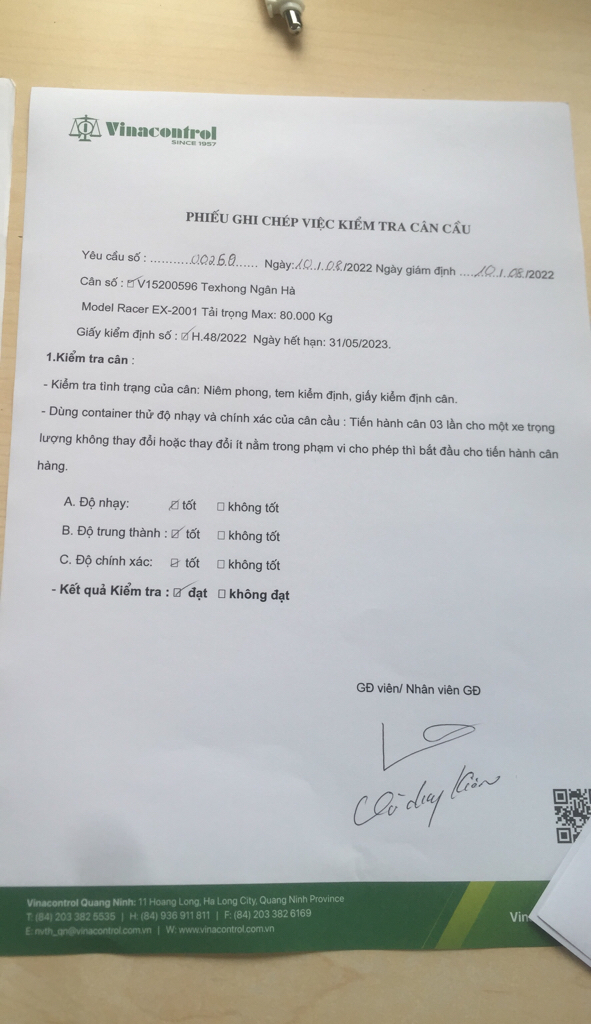 Vinacontrol
SINCE 1957
PHIẾU GHI CHÉP VIỆC KIỂM TRA CÂN CẦU
Yêu cầu số : ...........00260...... Ngày:10./.08./2022 Ngày giám định ....10./.08./2022
Cân số : ☑ V15200596 Texhong Ngân Hà
Model Racer EX-2001 Tải trọng Max: 80.000 Kg
Giấy kiểm định số : ☑ H.48/2022 Ngày hết hạn: 31/05/2023.
1.Kiểm tra cân :
- Kiểm tra tình trạng của cân: Niêm phong, tem kiểm định, giấy kiểm định cân.
- Dùng container thử độ nhạy và chính xác của cân cầu : Tiến hành cân 03 lần cho một xe trọng
lượng không thay đổi hoặc thay đổi ít nằm trong phạm vi cho phép thì bắt đầu cho tiến hành cân
hàng.
A. Độ nhạy: ☑ tốt ☐ không tốt
B. Độ trung thành : ☑ tốt ☐ không tốt
C. Độ chính xác: ☑ tốt ☐ không tốt
- Kết quả Kiểm tra : ☑ đạt ☐ không đạt
GĐ viên/ Nhân viên GĐ
Vinacontrol Quang Ninh: 11 Hoang Long, Ha Long City, Quang Ninh Province
T: (84) 203 382 5535 | H: (84) 936 911 811 | F: (84) 203 382 6169
E: nvth_qn@vinacontrol.com.vn | W: www.vinacontrol.com.vn